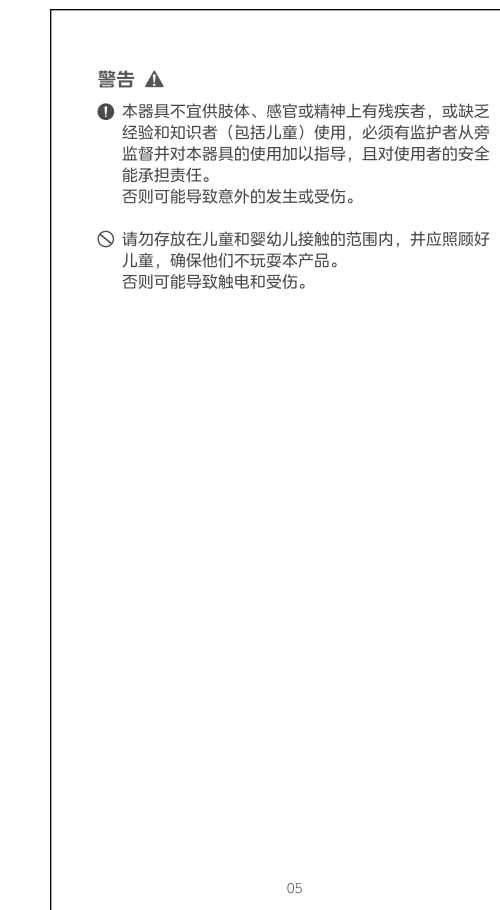 警告
本器具不宜供肢体、感官或精神上有残疾者，或缺乏
经验和知识者（包括儿童）使用，必须有监护者从旁
监督并对本器具的使用加以指导，且对使用者的安全
能承担责任。
否则可能导致意外的发生或受伤。
请勿存放在儿童和婴幼儿接触的范围内，并应照顾好
儿童，确保他们不玩耍本产品。
否则可能导致触电和受伤。
05